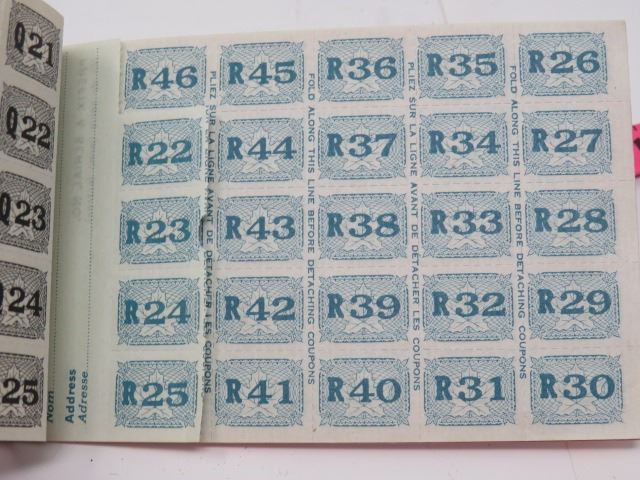 Q21
Q22
Q23
Q24
25
Nom
Address
Adresse
R46 R45 R36 R35 R26
R22 R44 R37 R34 R27
R23 R43 R38 R33 R28
R24 R42 R39 R32 R29
R25 R41 R40 R31 R30
PLIEZ SUR LA LIGNE AVANT DE DÉTACHER LES COUPONS
FOLD ALONG THIS LINE BEFORE DETACHING COUPONS
PLIEZ SUR LA LIGNE AVANT DE DÉTACHER LES COUPONS
FOLD ALONG THIS LINE BEFORE DETACHING COUPONS